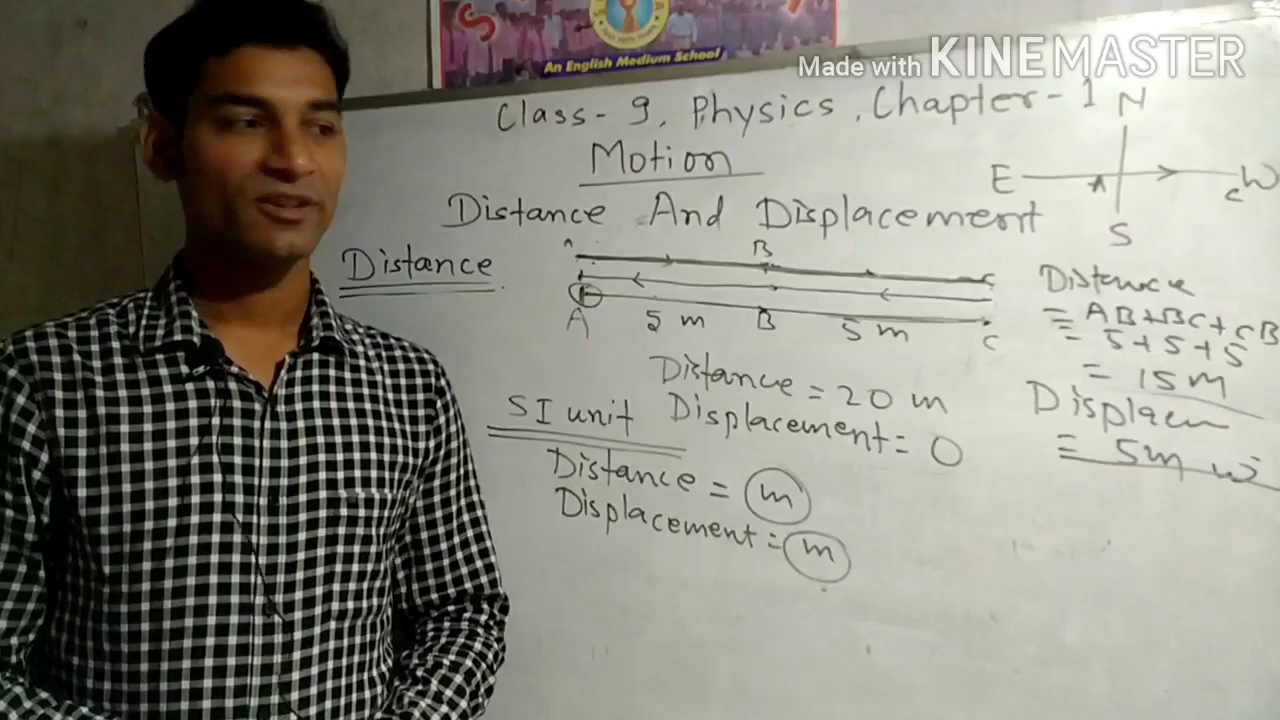 An English Medium School
Made with KINEMASTER
Class - 9, Physics, Chapter - 1
Motion
N
E W
A C
S
Distance And Displacement
Distance
A B C
A 5 m B 5 m C
Distance = 20 m
Displacement = 0
SI unit
Distance = m
Displacement = m
Distance
= AB+BC+CB
= 5+5+5
= 15 m
Displacem
= 5m W